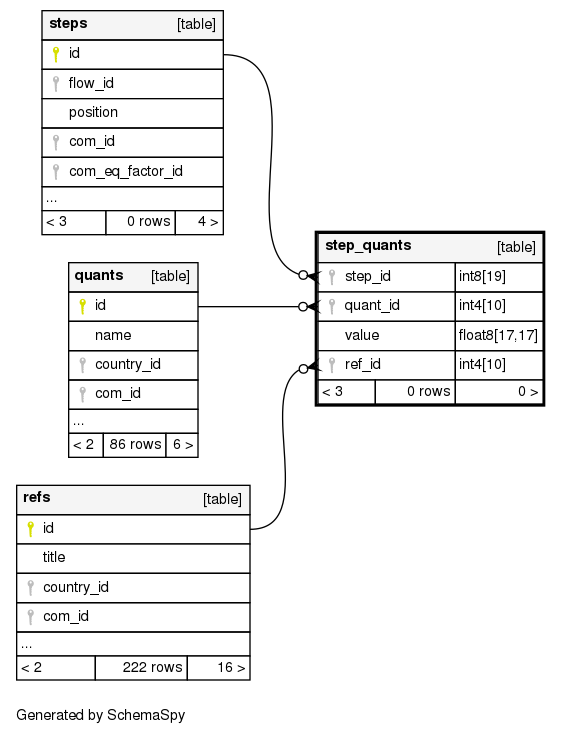 steps [table]
id
flow_id
position
com_id
com_eq_factor_id
...
< 3 0 rows 4 >
quants [table]
id
name
country_id
com_id
...
< 2 86 rows 6 >
refs [table]
id
title
country_id
com_id
...
< 2 222 rows 16 >
step_quants [table]
step_id int8[19]
quant_id int4[10]
value float8[17,17]
ref_id int4[10]
< 3 0 rows 0 >
Generated by SchemaSpy